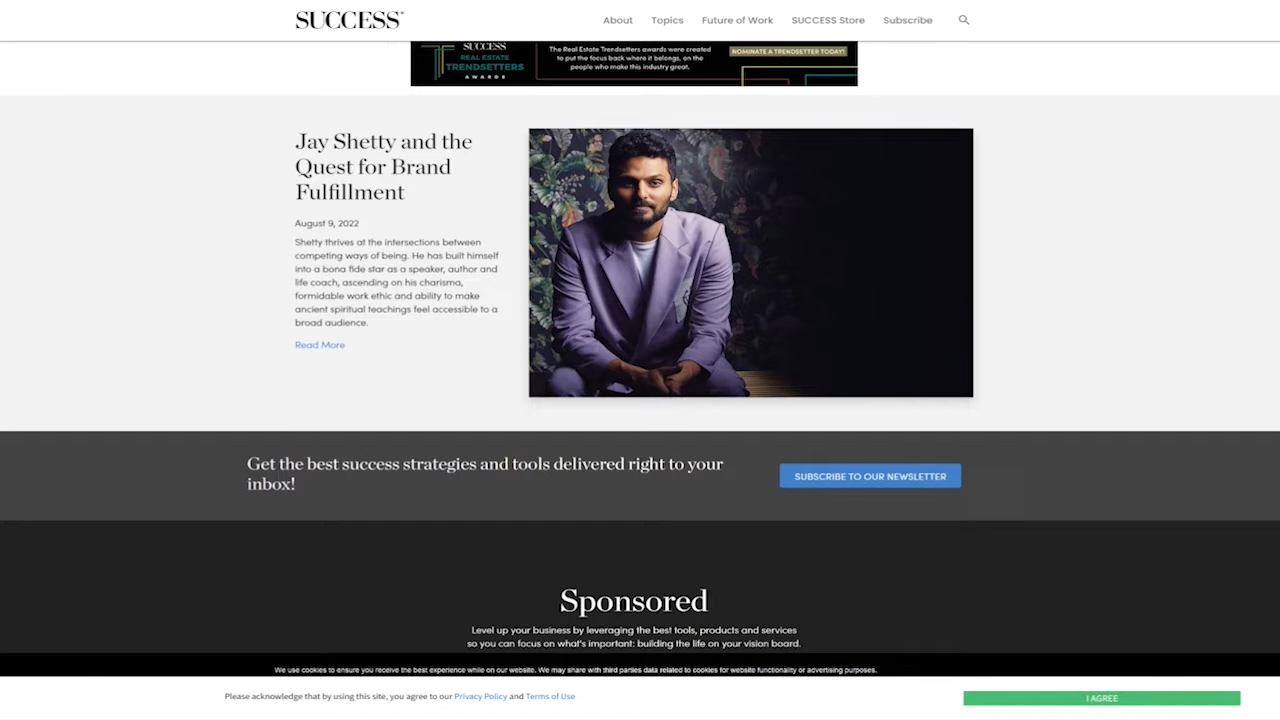 SUCCESS
About Topics Future of Work SUCCESS Store Subscribe
SUCCESS
REAL ESTATE
TRENDSETTERS
AWARDS
The Real Estate Trendsetters awards were created
to put the focus back where it belongs, on the
people who make this industry great.
NOMINATE A TRENDSETTER TODAY!
Jay Shetty and the
Quest for Brand
Fulfillment
August 9, 2022
Shetty thrives at the intersections between
competing ways of being. He has built himself
into a bona fide star as a speaker, author and
life coach, ascending on his charisma,
formidable work ethic and ability to make
ancient spiritual teachings feel accessible to a
broad audience.
Read More
Get the best success strategies and tools delivered right to your
inbox!
SUBSCRIBE TO OUR NEWSLETTER
Sponsored
Level up your business by leveraging the best tools, products and services
so you can focus on what's important: building the life on your vision board.
We use cookies to ensure you receive the best experience while on our website. We may share with third parties data related to cookies for website functionality or advertising purposes.
Please acknowledge that by using this site, you agree to our Privacy Policy and Terms of Use
I AGREE